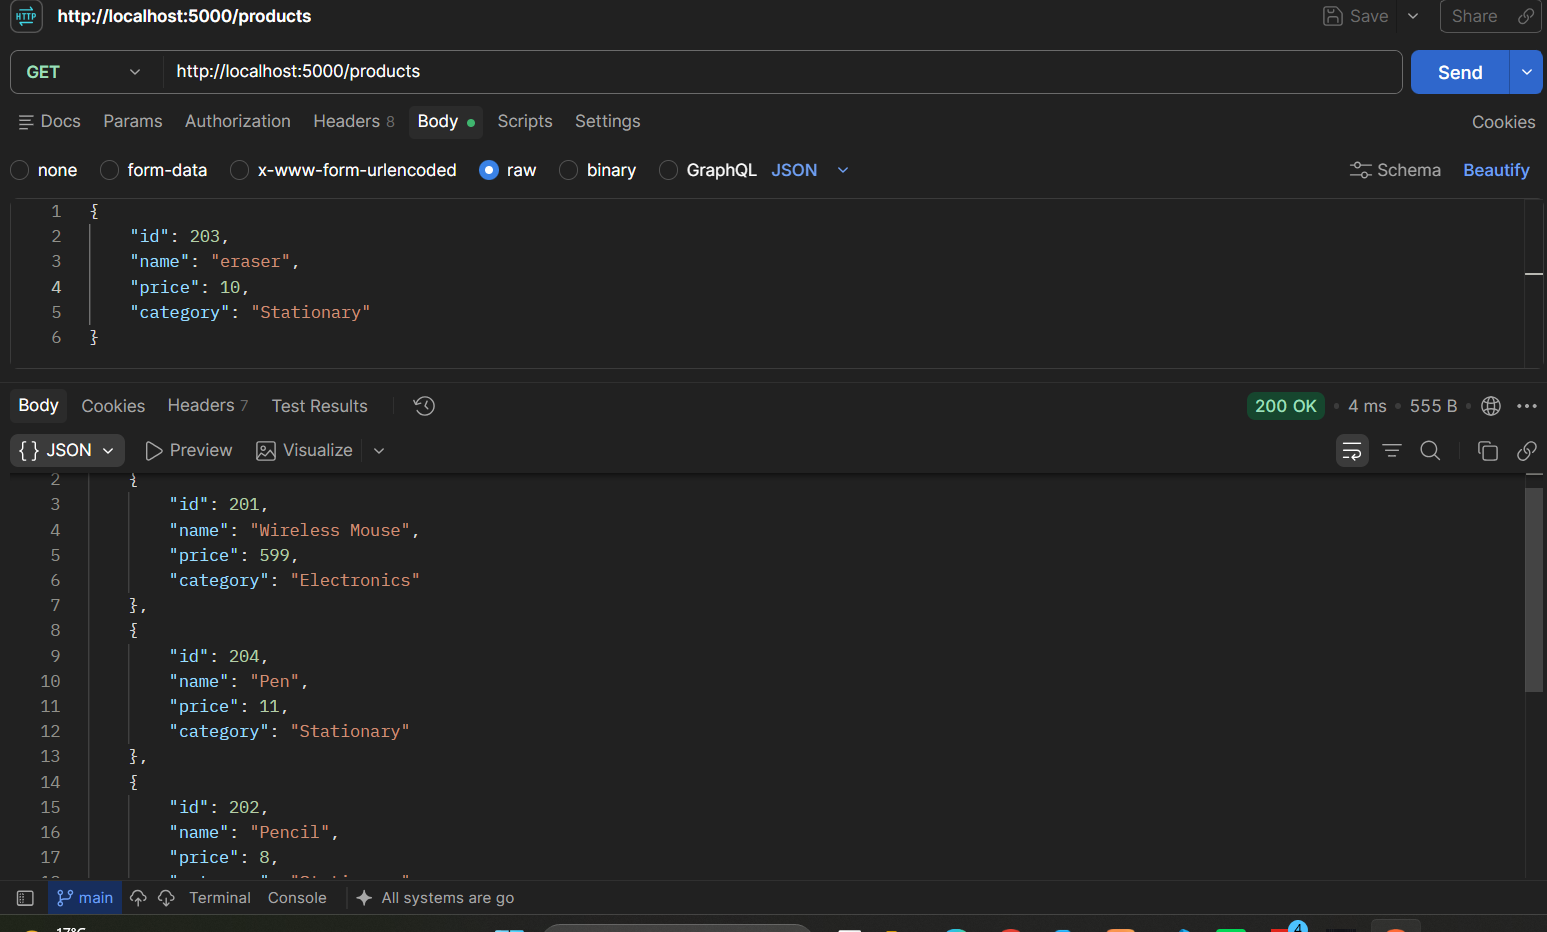 HTTP http://localhost:5000/products Save Share
GET http://localhost:5000/products Send
Docs Params Authorization Headers 8 Body Scripts Settings Cookies
none form-data x-www-form-urlencoded raw binary GraphQL JSON Schema Beautify
1 {
2 "id": 203,
3 "name": "eraser",
4 "price": 10,
5 "category": "Stationary"
6 }
Body Cookies Headers 7 Test Results 200 OK • 4 ms • 555 B •
{} JSON Preview Visualize
2 {
3 "id": 201,
4 "name": "Wireless Mouse",
5 "price": 599,
6 "category": "Electronics"
7 },
8 {
9 "id": 204,
10 "name": "Pen",
11 "price": 11,
12 "category": "Stationary"
13 },
14 {
15 "id": 202,
16 "name": "Pencil",
17 "price": 8,
main Terminal Console All systems are go
17°C 4